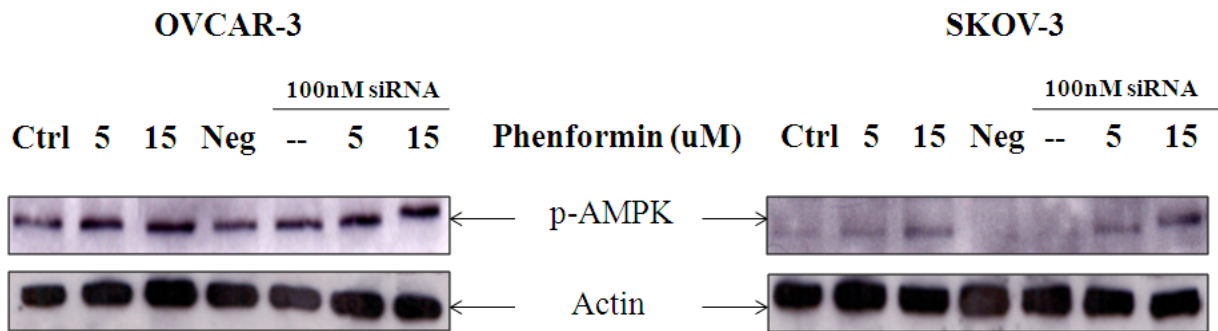 OVCAR-3 SKOV-3
100nM siRNA 100nM siRNA
Ctrl 5 15 Neg -- 5 15 Phenformin (uM) Ctrl 5 15 Neg -- 5 15
p-AMPK
Actin